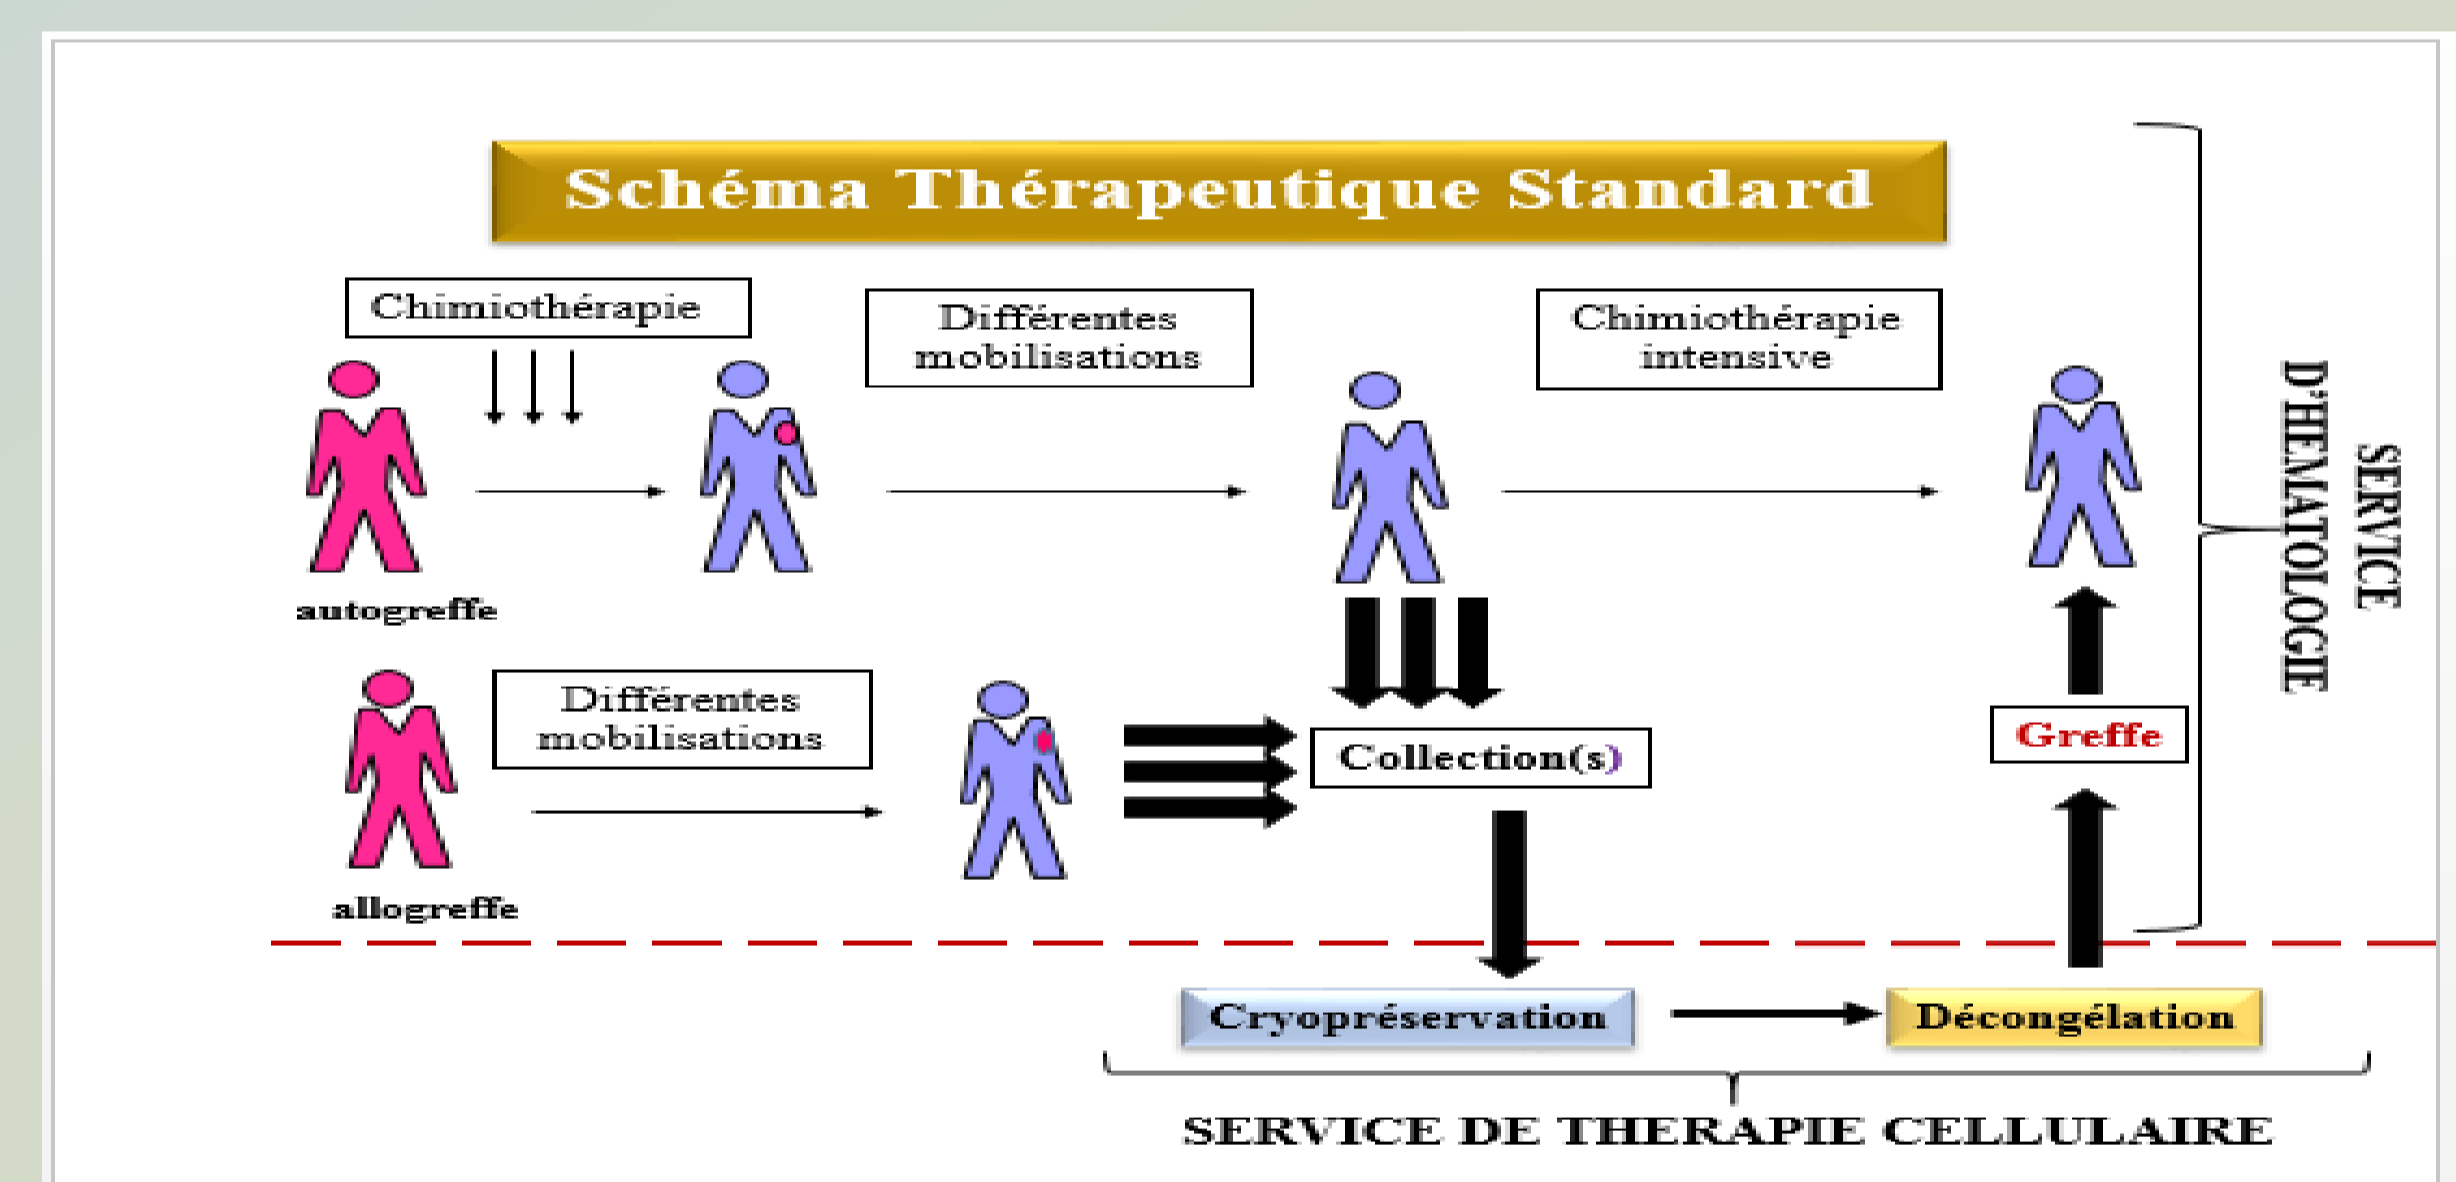 Schéma Thérapeutique Standard
Chimiothérapie
Différentes
mobilisations
Chimiothérapie
intensive
autogreffe
Différentes
mobilisations
allogreffe
Collection(s)
Greffe
SERVICE
D'HEMATOLOGIE
Cryopréservation
Décongélation
SERVICE DE THERAPIE CELLULAIRE